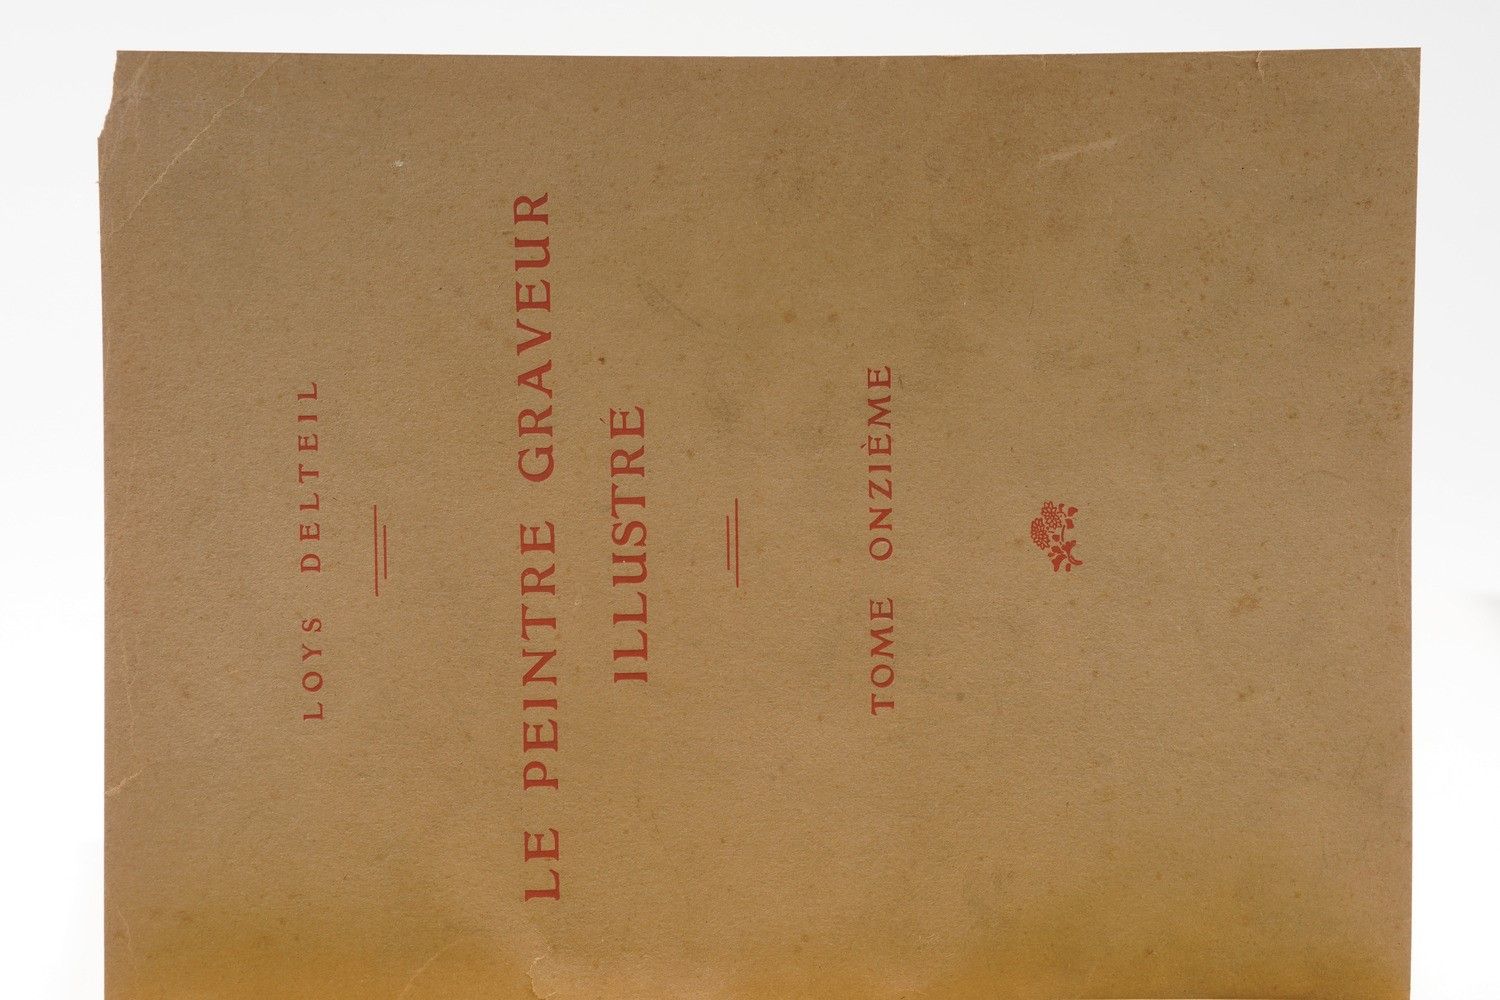 LOYS DELTEIL
LE PEINTRE GRAVEUR
ILLUSTRÉ
TOME ONZIÈME